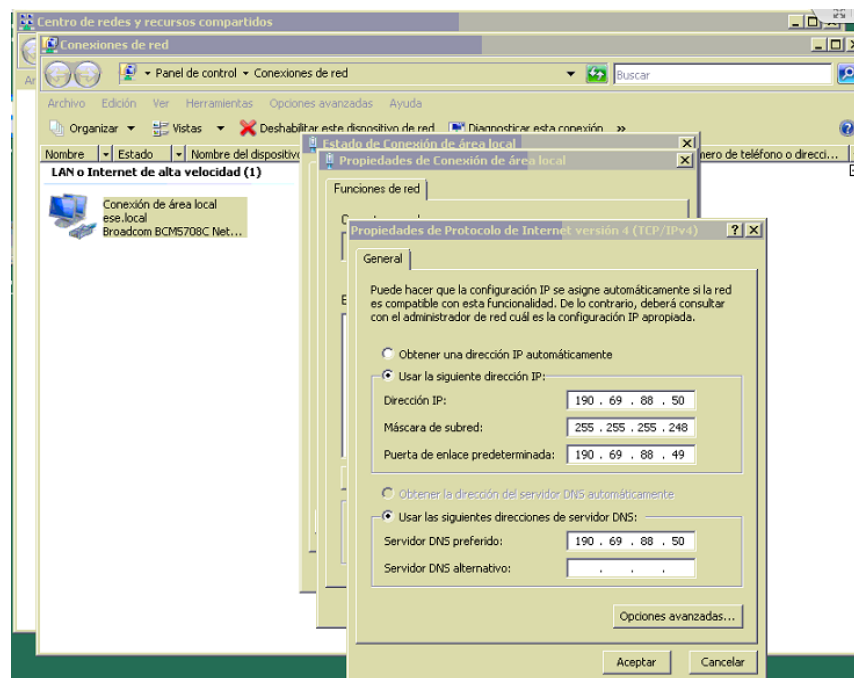 Centro de redes y recursos compartidos
Conexiones de red
Panel de control Conexiones de red
Buscar
Archivo Edición Ver Herramientas Opciones avanzadas Ayuda
Organizar Vistas Deshabilitar este dispositivo de red Diagnosticar esta conexión »
Estado de Conexión de área local
Nombre Estado Nombre del dispositivo
Propiedades de Conexión de área local
LAN o Internet de alta velocidad (1)
Funciones de red
Conexión de área local
ese.local
Broadcom BCM5708C Net...
Propiedades de Protocolo de Internet versión 4 (TCP/IPv4)
General
Puede hacer que la configuración IP se asigne automáticamente si la red
es compatible con esta funcionalidad. De lo contrario, deberá consultar
con el administrador de red cuál es la configuración IP apropiada.
Obtener una dirección IP automáticamente
Usar la siguiente dirección IP:
Dirección IP: 190 . 69 . 88 . 50
Máscara de subred: 255 . 255 . 255 . 248
Puerta de enlace predeterminada: 190 . 69 . 88 . 49
Obtener la dirección del servidor DNS automáticamente
Usar las siguientes direcciones de servidor DNS:
Servidor DNS preferido: 190 . 69 . 88 . 50
Servidor DNS alternativo: . . .
Opciones avanzadas...
Aceptar Cancelar